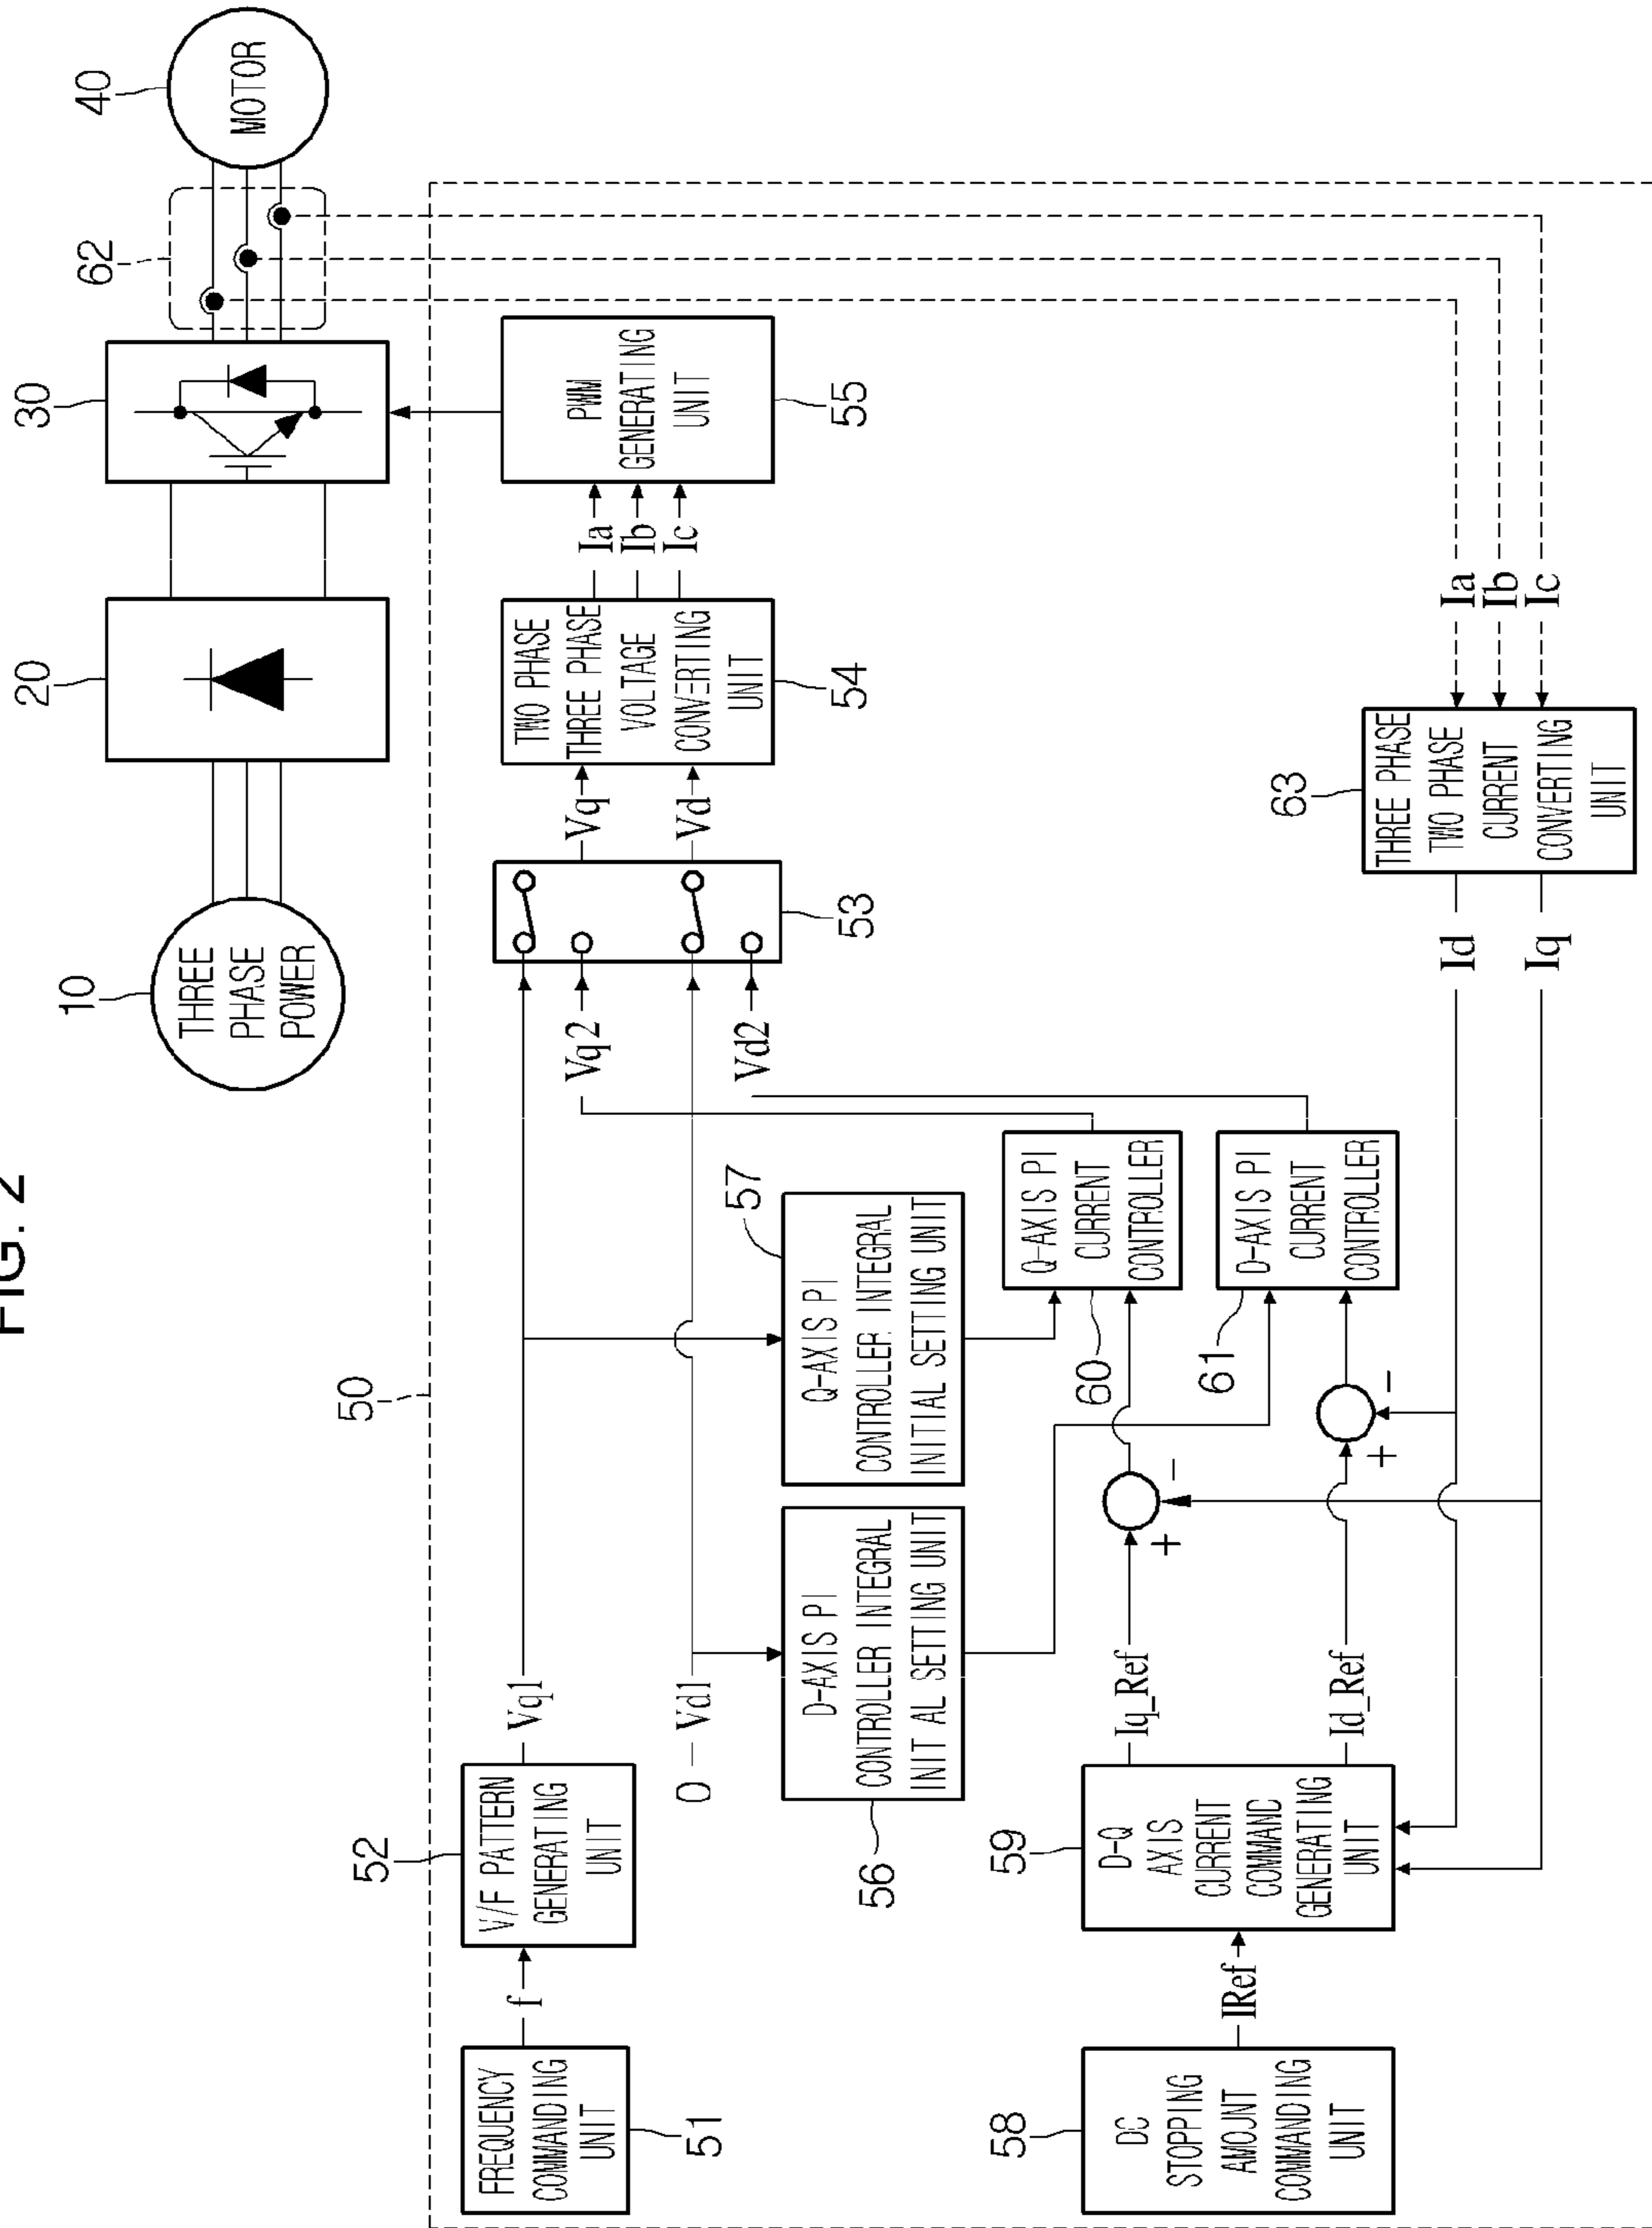 FIG. 2
10
THREE
PHASE
POWER
20
30
62
40
MOTOR
50
51
FREQUENCY
COMMANDING
UNIT
f
52
V/F PATTERN
GENERATING
UNIT
Vq1
0
Vd1
Vq2
Vd2
53
Vq
Vd
TWO PHASE
THREE PHASE
VOLTAGE
CONVERTING
UNIT
54
Ia
Ib
Ic
PWM
GENERATING
UNIT
55
D-AXIS PI
CONTROLLER INTEGRAL
INIT AL SETTING UNIT
56
57
Q-AXIS PI
CONTROLLER INTEGRAL
INITIAL SETTING UNIT
58
DC
STOPPING
AMOUNT
COMMANDING
UNIT
IRef
59
D-Q
AXIS
CURRENT
COMMAND
GENERATING
UNIT
Iq_Ref
+
-
Id_Ref
+
-
60
Q-AXIS PI
CURRENT
CONTROLLER
61
D-AXIS PI
CURRENT
CONTROLLER
Id
Iq
63
THREE PHASE
TWO PHASE
CURRENT
CONVERTING
UNIT
Ia
Ib
Ic